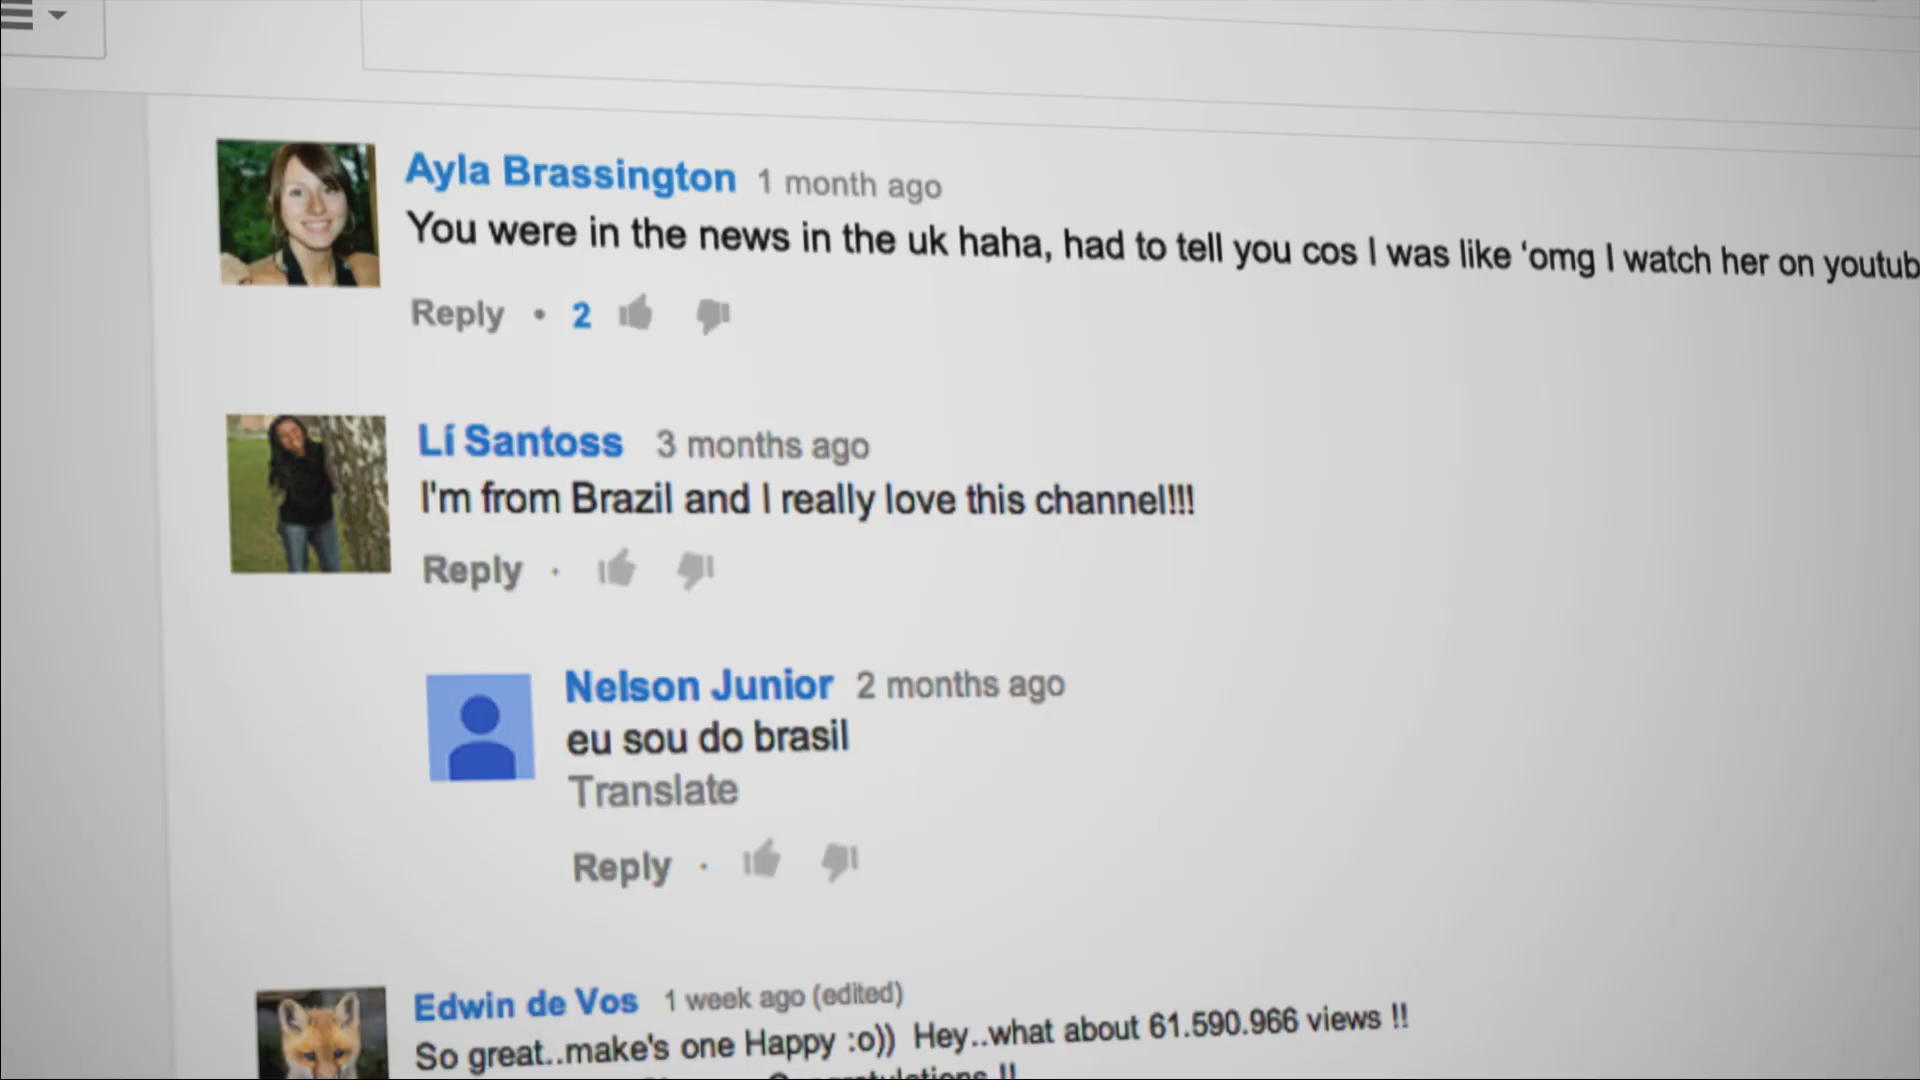 Ayla Brassington 1 month ago
You were in the news in the uk haha, had to tell you cos I was like ‘omg I watch her on youtub
Reply • 2
Lí Santoss 3 months ago
I'm from Brazil and I really love this channel!!!
Reply ·
Nelson Junior 2 months ago
eu sou do brasil
Translate
Reply ·
Edwin de Vos 1 week ago (edited)
So great..make's one Happy :o)) Hey..what about 61.590.966 views !!